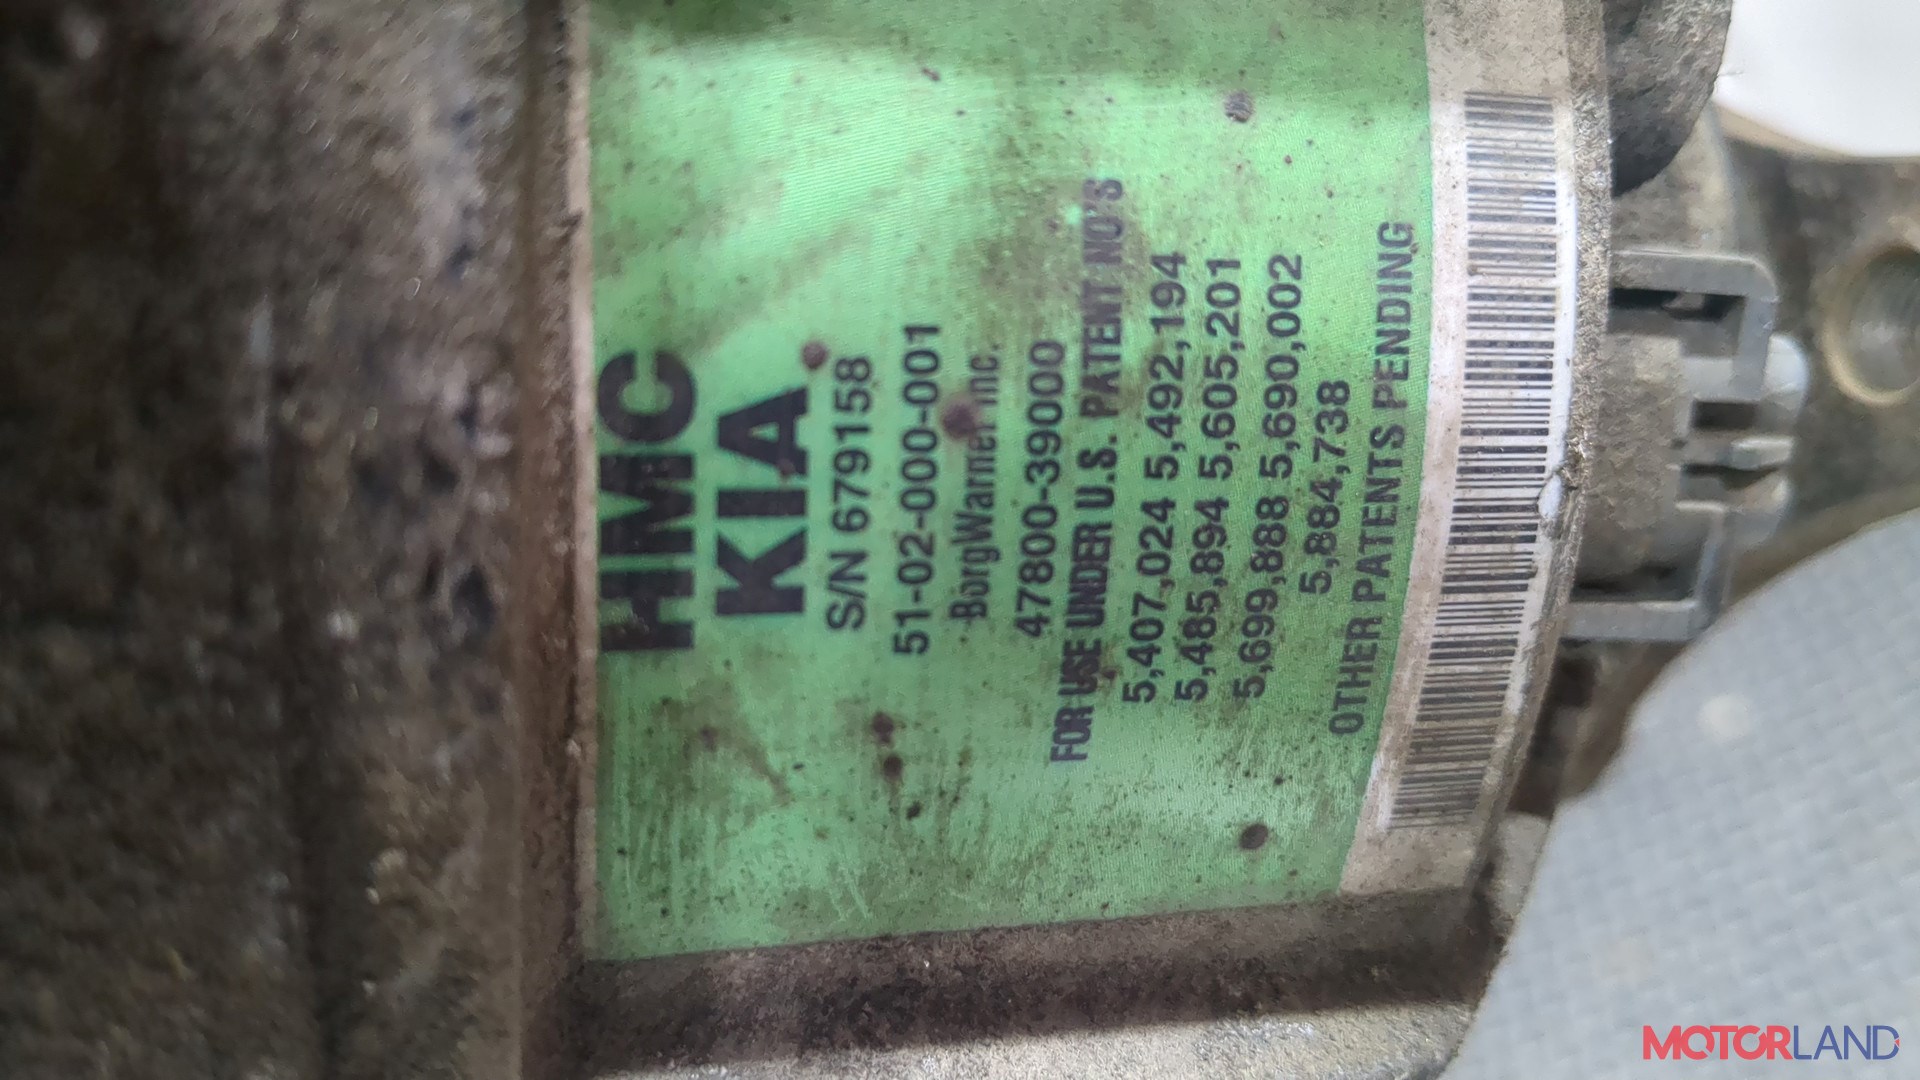 HMC
KIA
S/N 679158
51-02-000-001
BorgWarner inc.
47800-39000
FOR USE UNDER U.S. PATENT NO'S
5,407,024 5,492,194
5,485,894 5,605,201
5,699,888 5,690,002
5,884,738
OTHER PATENTS PENDING
MOTORLAND